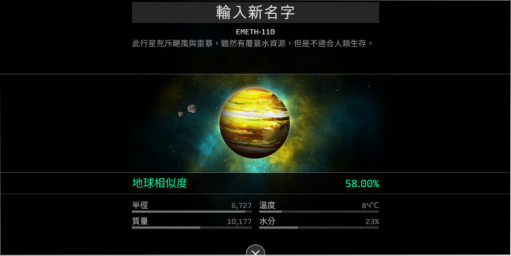 輸入新名字
EMETH-110
此行星充斥颶風與雷暴，雖然有覆蓋水資源，但是不適合人類生存。
地球相似度 58.00%
半徑 6,727 溫度 84°C
質量 10,177 水分 23%